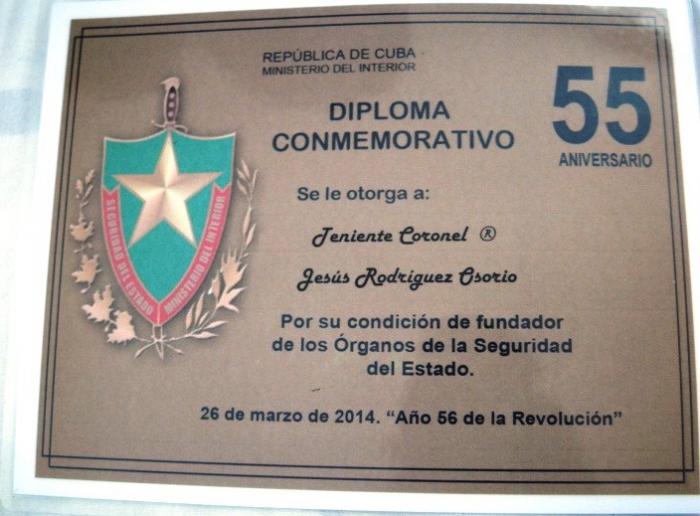 REPÚBLICA DE CUBA
MINISTERIO DEL INTERIOR
55
ANIVERSARIO
DIPLOMA
CONMEMORATIVO
Se le otorga a:
Teniente Coronel ®
Jesús Rodríguez Osorio
Por su condición de fundador
de los Órganos de la Seguridad
del Estado.
26 de marzo de 2014. “Año 56 de la Revolución”
SEGURIDAD DEL ESTADO
MINISTERIO DEL INTERIOR